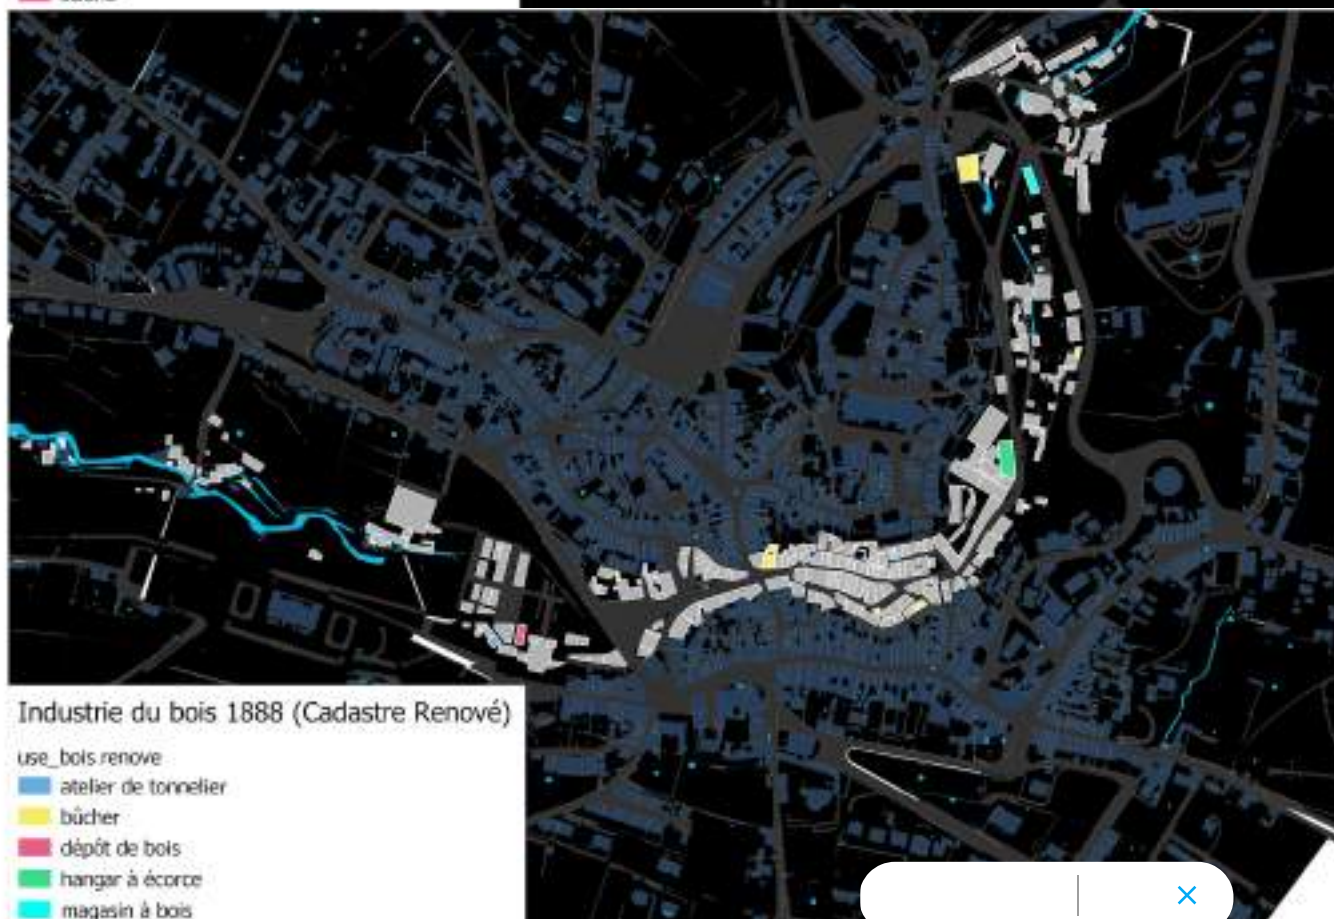 Industrie du bois 1888 (Cadastre Renové)
use_bois renove
atelier de tonnelier
bûcher
dépôt de bois
hangar à écorce
magasin à bois